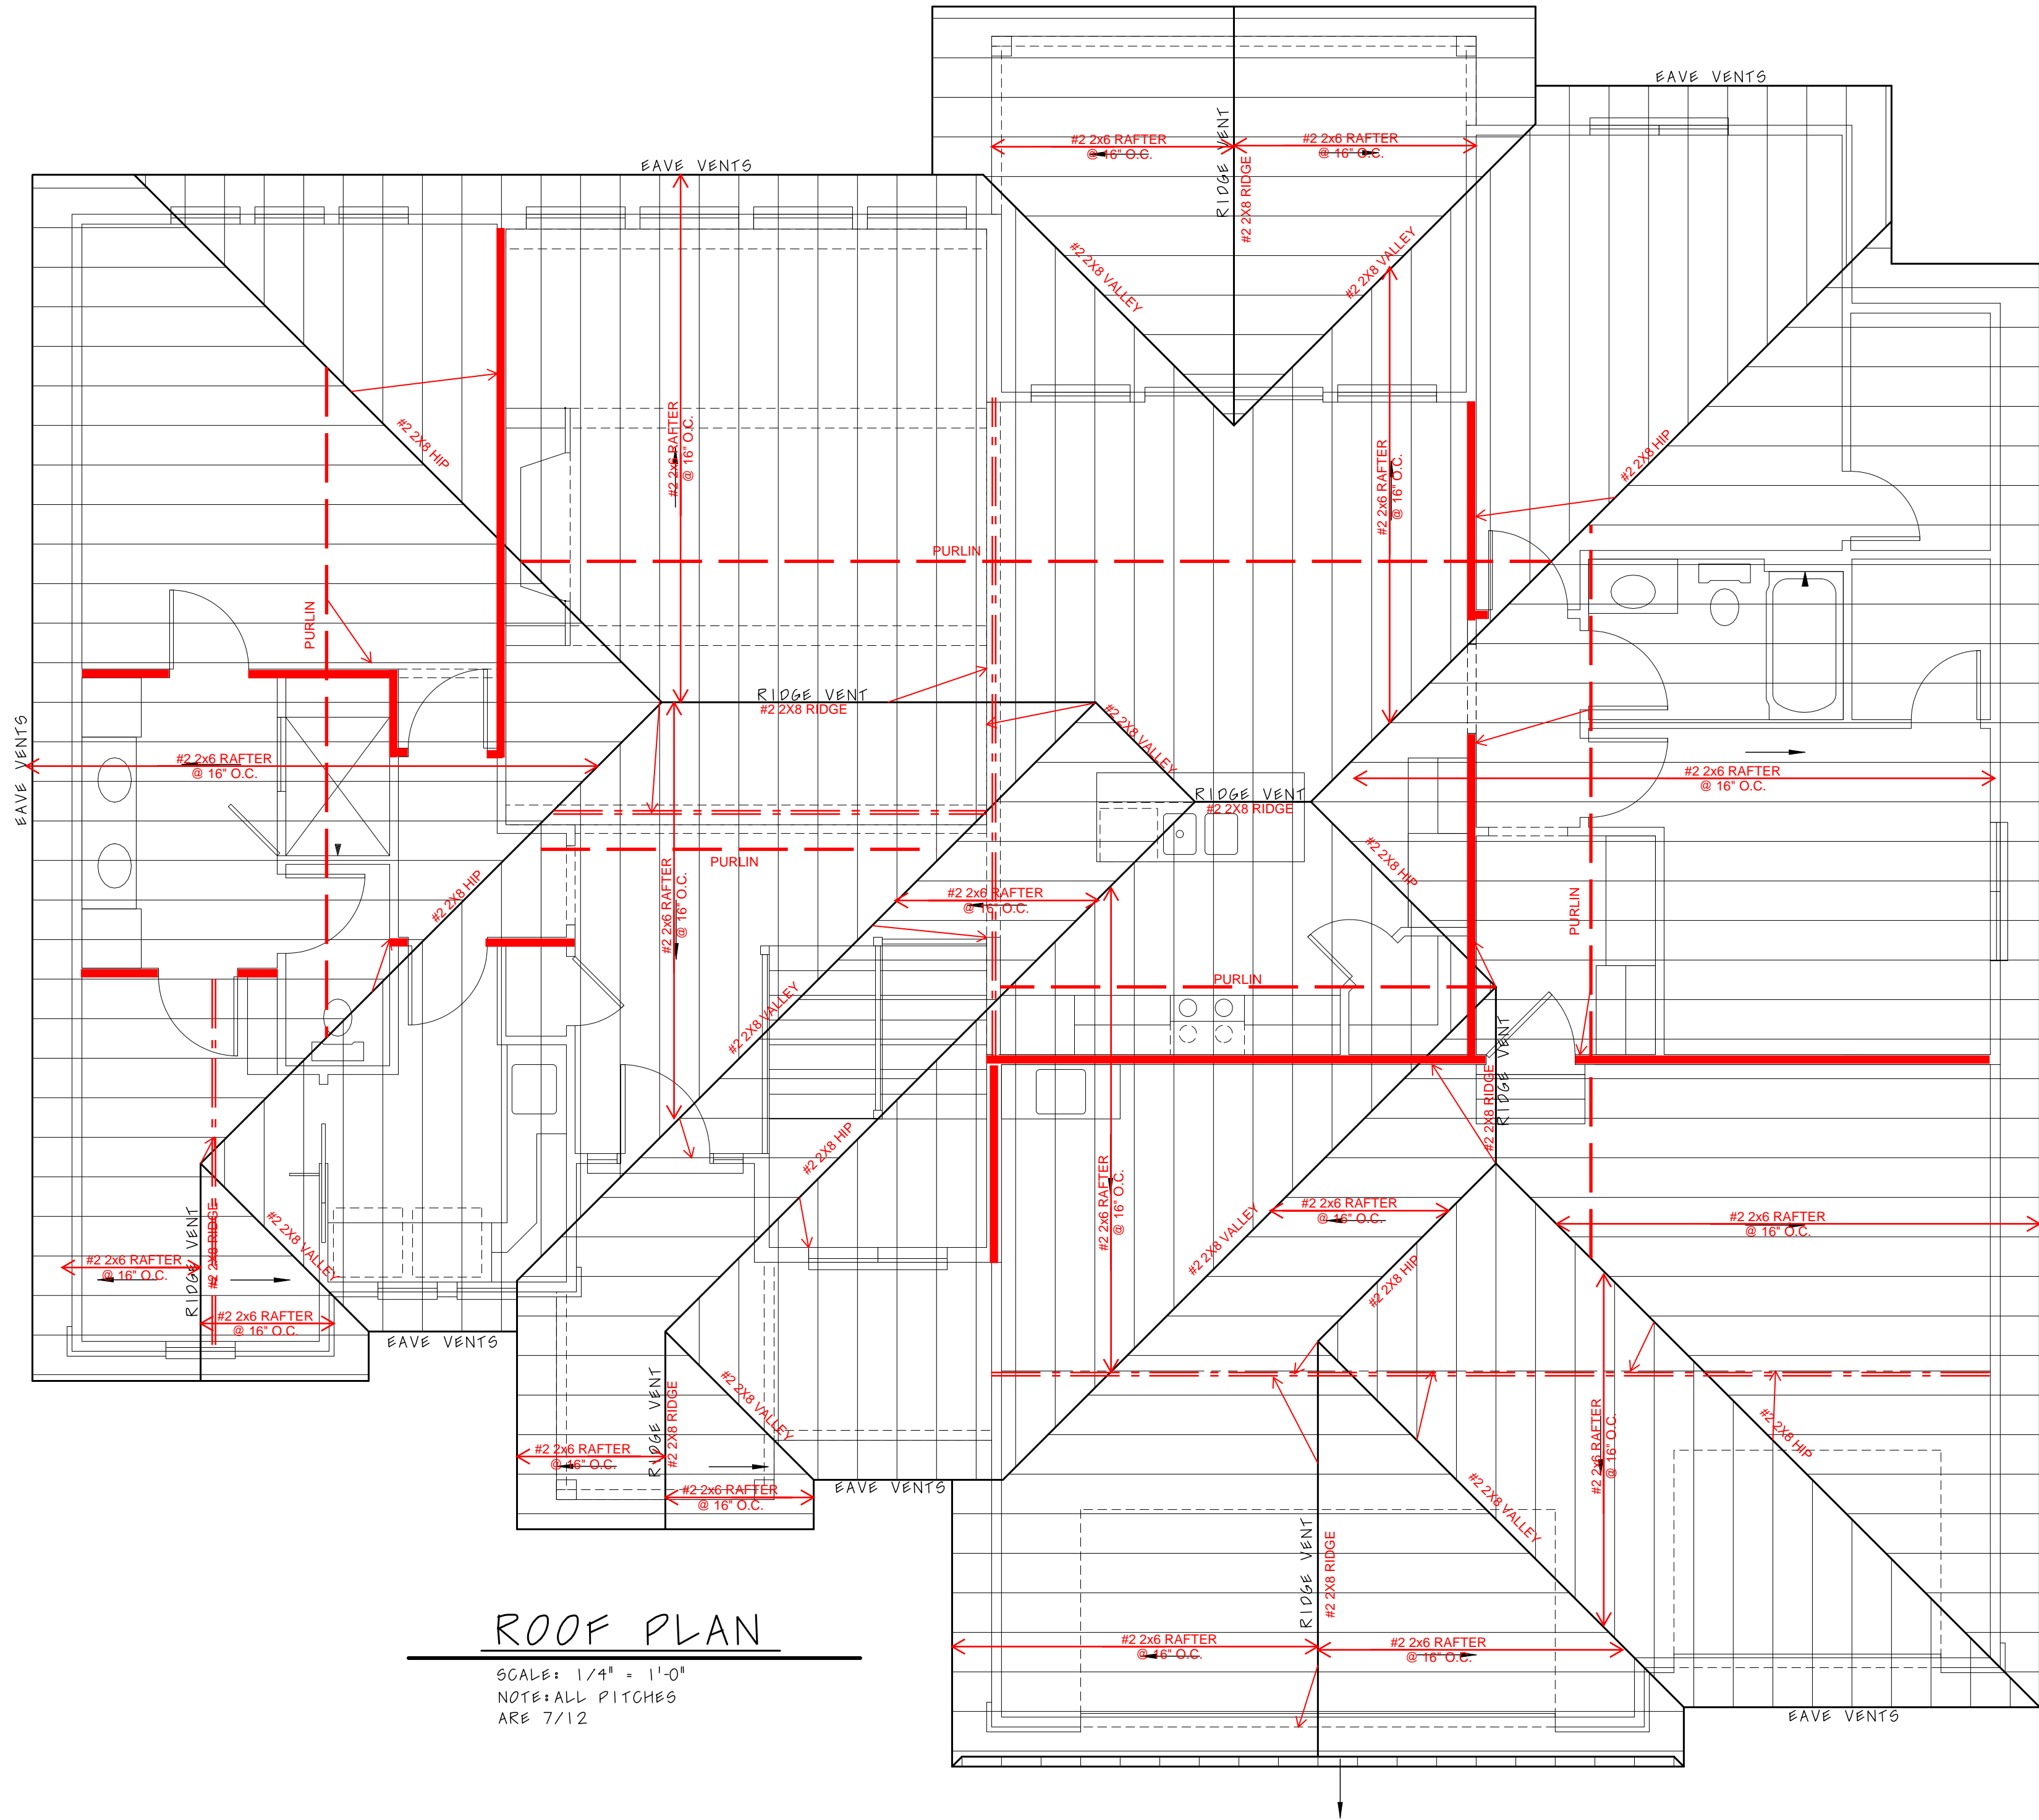 EAVE VENTS
#2 2x6 RAFTER
@ 16" O.C.
RIDGE VENT
#2 2X8 RIDGE
#2 2x6 RAFTER
@ 16" O.C.
EAVE VENTS
#2 2X8 VALLEY
#2 2X8 VALLEY
#2 2X8 HIP
#2 2x6 RAFTER
@ 16" O.C.
#2 2x6 RAFTER
@ 16" O.C.
#2 2X8 HIP
PURLIN
PURLIN
RIDGE VENT
#2 2X8 RIDGE
#2 2X8 VALLEY
EAVE VENTS
#2 2x6 RAFTER
@ 16" O.C.
#2 2x6 RAFTER
@ 16" O.C.
RIDGE VENT
#2 2X8 RIDGE
PURLIN
#2 2X8 HIP
#2 2X8 HIP
#2 2x6 RAFTER
@ 16" O.C.
#2 2x6 RAFTER
@ 16" O.C.
PURLIN
PURLIN
#2 2X8 VALLEY
#2 2X8 RIDGE
RIDGE VENT
#2 2X8 HIP
#2 2x6 RAFTER
@ 16" O.C.
#2 2X8 VALLEY
#2 2x6 RAFTER
@ 16" O.C.
#2 2x6 RAFTER
@ 16" O.C.
#2 2X8 VALLEY
#2 2x6 RAFTER
@ 16" O.C.
RIDGE VENT
#2 2X8 RIDGE
#2 2x6 RAFTER
@ 16" O.C.
EAVE VENTS
#2 2X8 HIP
RIDGE VENT
#2 2X8 RIDGE
#2 2X8 VALLEY
#2 2x6 RAFTER
@ 16" O.C.
#2 2x6 RAFTER
@ 16" O.C.
EAVE VENTS
#2 2x6 RAFTER
@ 16" O.C.
#2 2X8 HIP
#2 2X8 VALLEY
RIDGE VENT
#2 2X8 RIDGE
#2 2x6 RAFTER
@ 16" O.C.
#2 2x6 RAFTER
@ 16" O.C.
EAVE VENTS
ROOF PLAN
SCALE: 1/4" = 1'-0"
NOTE: ALL PITCHES
ARE 7/12